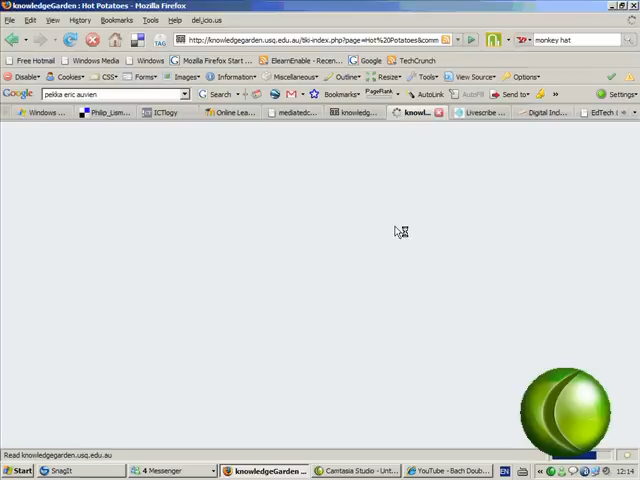 knowledgeGarden : Hot Potatoes - Mozilla Firefox
File Edit View History Bookmarks Tools Help del.icio.us
TAG http://knowledgegarden.usq.edu.au/tiki-index.php?page=Hot%20Potatoes&comm monkey hat
Free Hotmail Windows Media Windows Mozilla Firefox Start ... ElearnEnable - Recen... Google TechCrunch
Disable Cookies CSS Forms Images Information Miscellaneous Outline Resize Tools View Source Options
Google pekka eric auvien Search Bookmarks PageRank AutoLink AutoFill Send to Settings
Windows ... Philip_Lism... ICTlogy Online Lea... mediatedc... knowledg... knowl... Livescribe ... Digital Incl... EdTech (
Read knowledgegarden.usq.edu.au
Start SnagIt 4 Messenger knowledgeGarden ... Camtasia Studio - Unt... YouTube - Bach Doub... EN 12:14